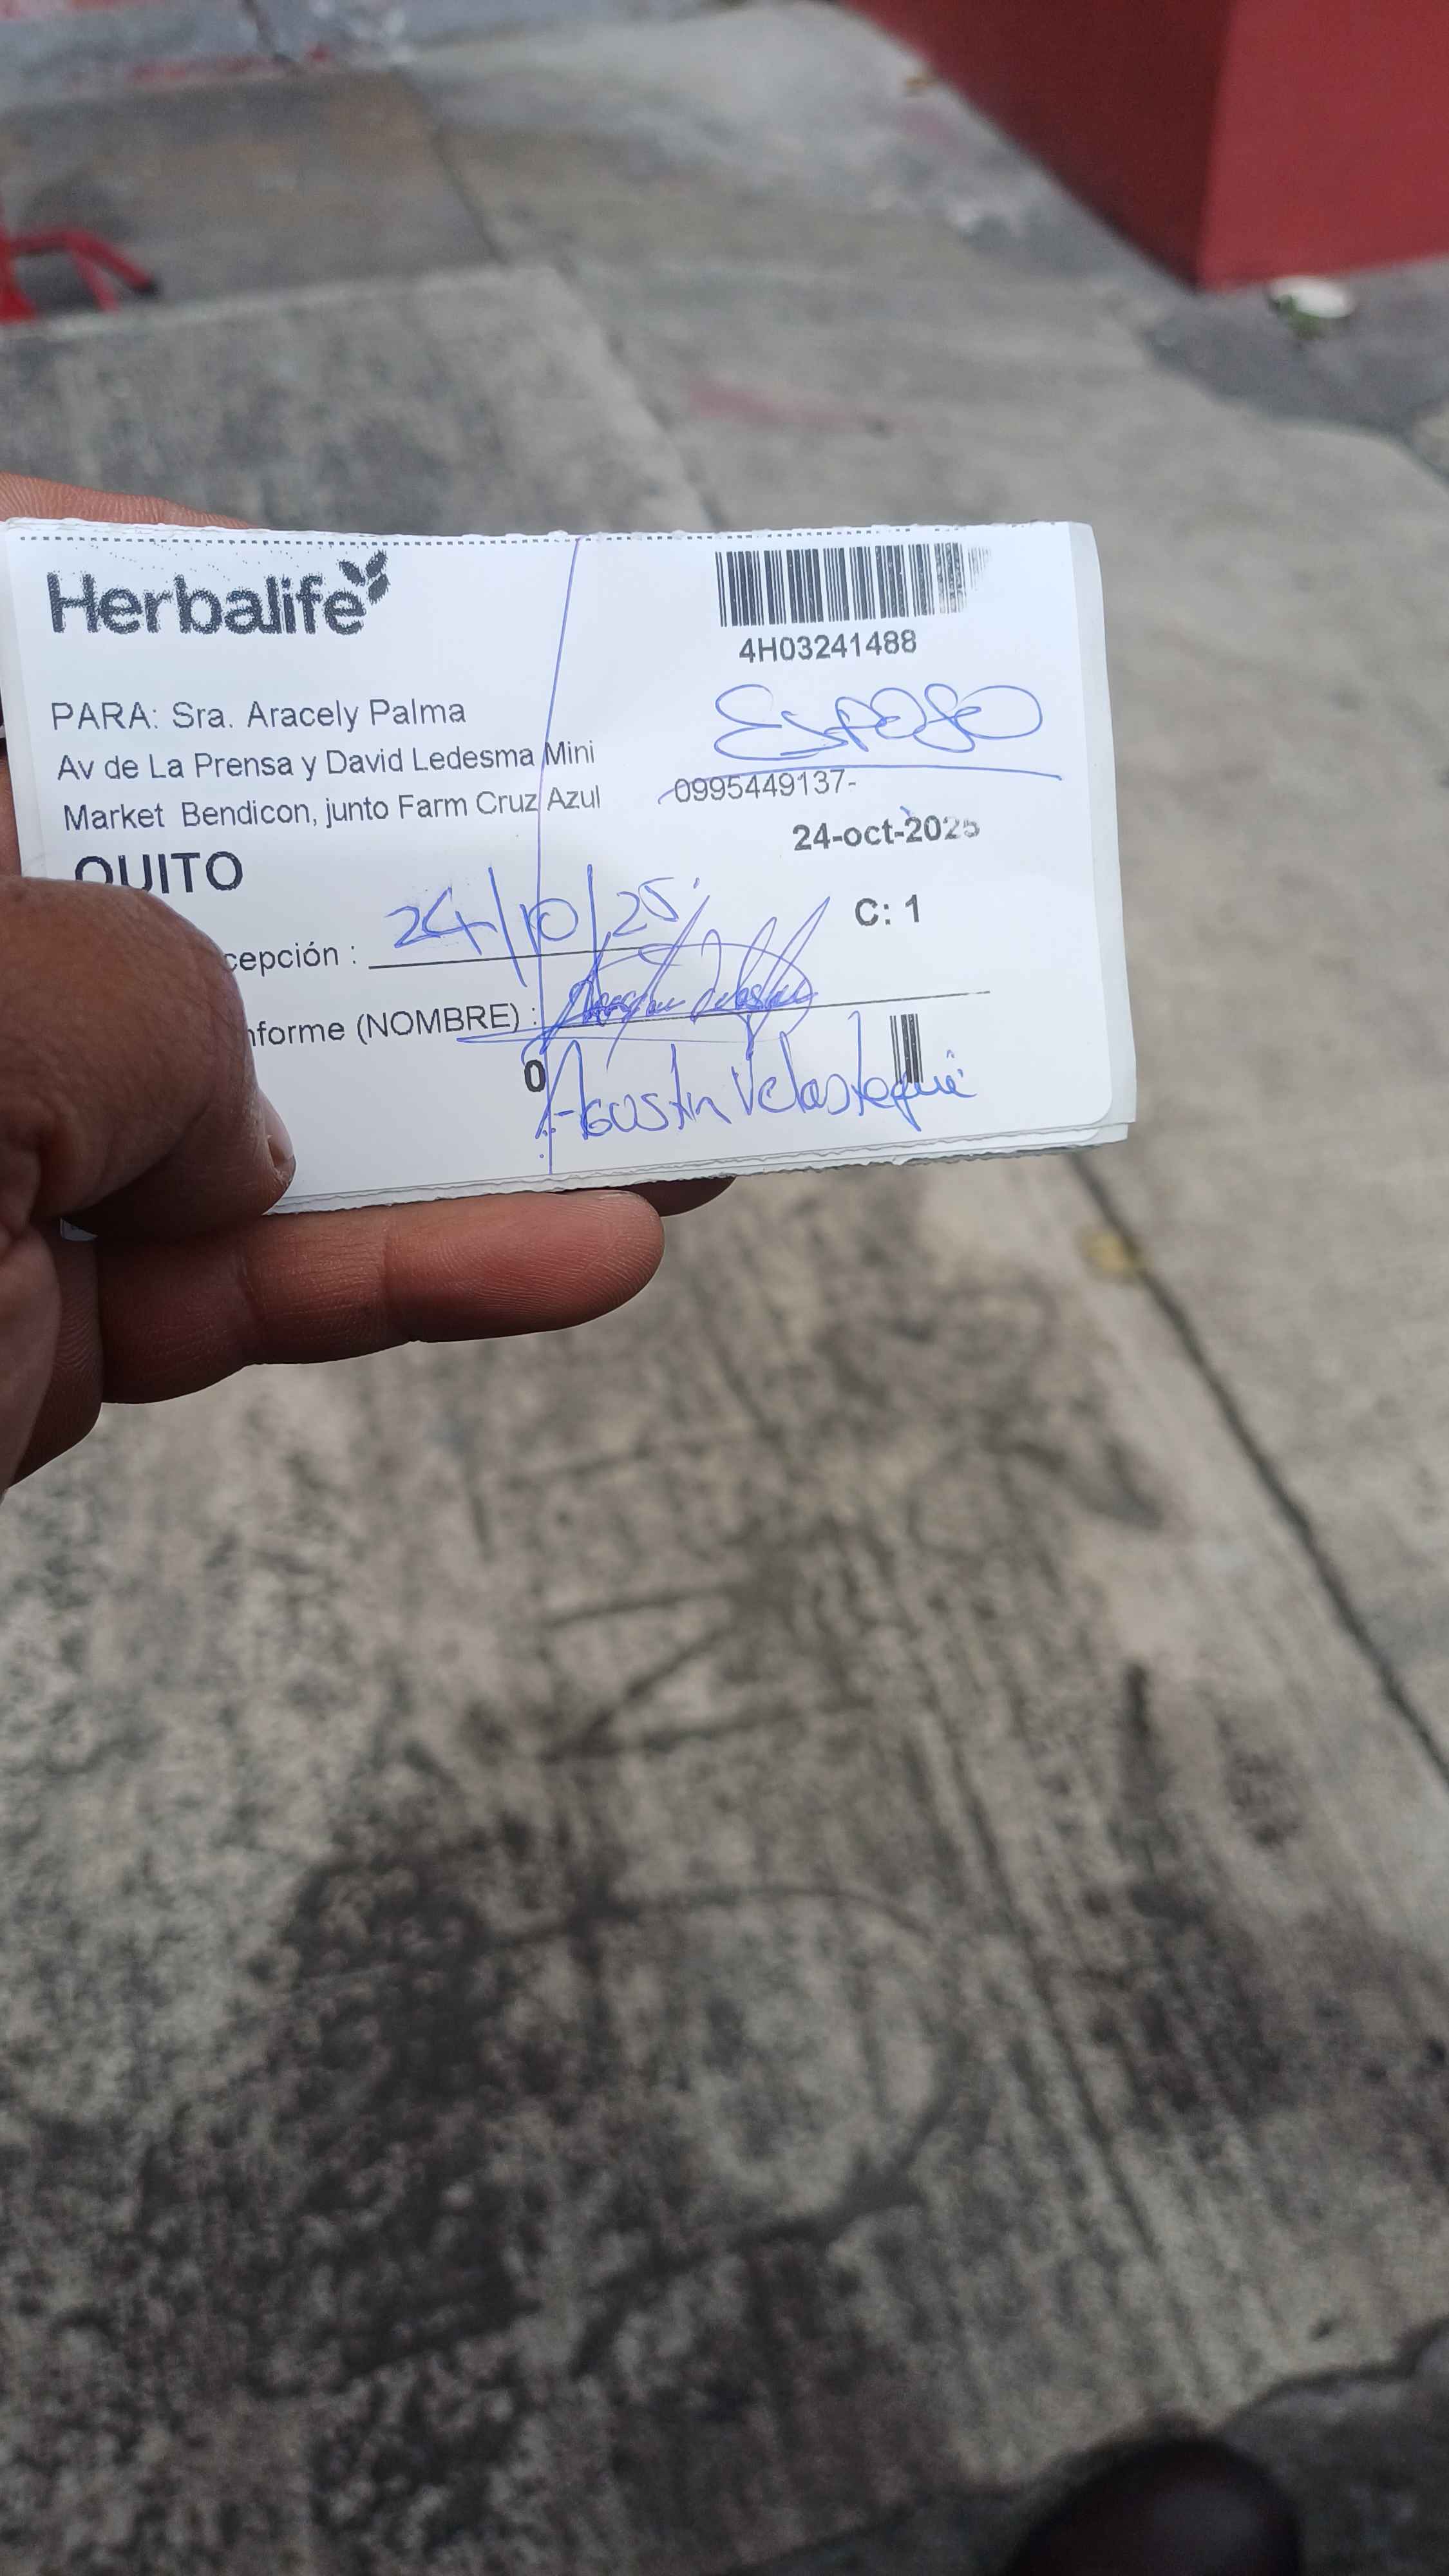 Herbalife
4H03241488
PARA: Sra. Aracely Palma
Esposo
Av de La Prensa y David Ledesma Mini
0995449137-
Market Bendicon, junto Farm Cruz Azul
24-oct-2025
QUITO
C: 1
cepción : 24/10/25
nforme (NOMBRE) :
0
Agustin Velastegui